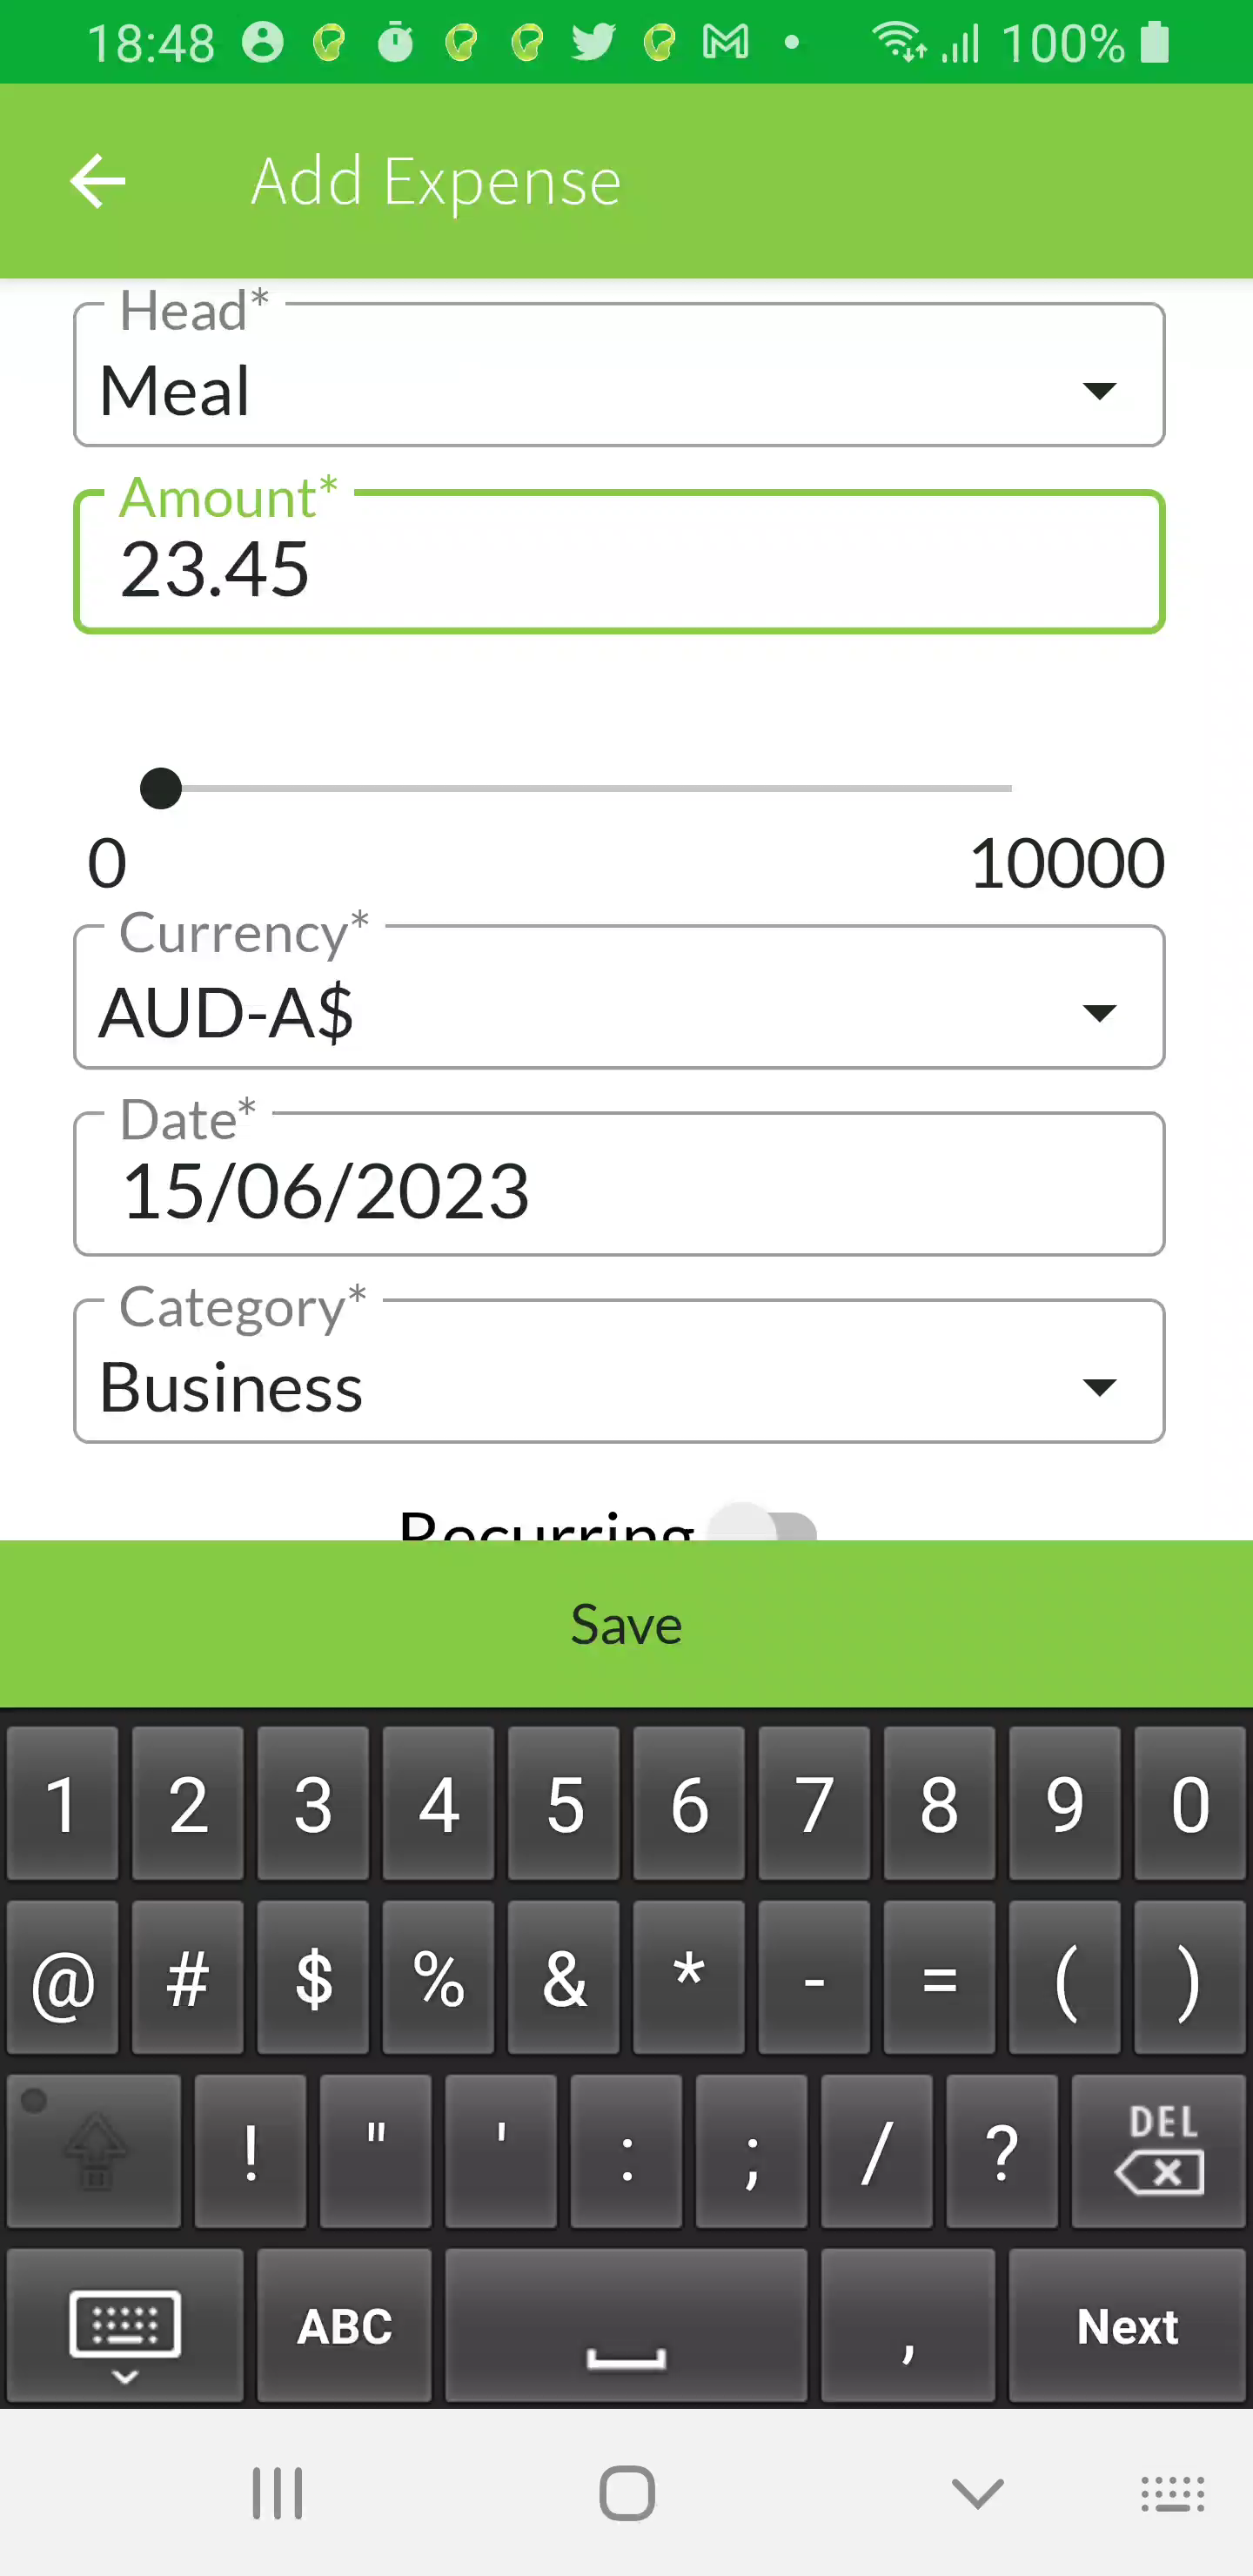 18:48 100%
Add Expense
Head*
Meal
Amount*
23.45
0 10000
Currency*
AUD-A$
Date*
15/06/2023
Category*
Business
Recurring
Save
1 2 3 4 5 6 7 8 9 0
@ # $ % & * - = ( )
! " ' : ; / ? DEL
ABC , Next